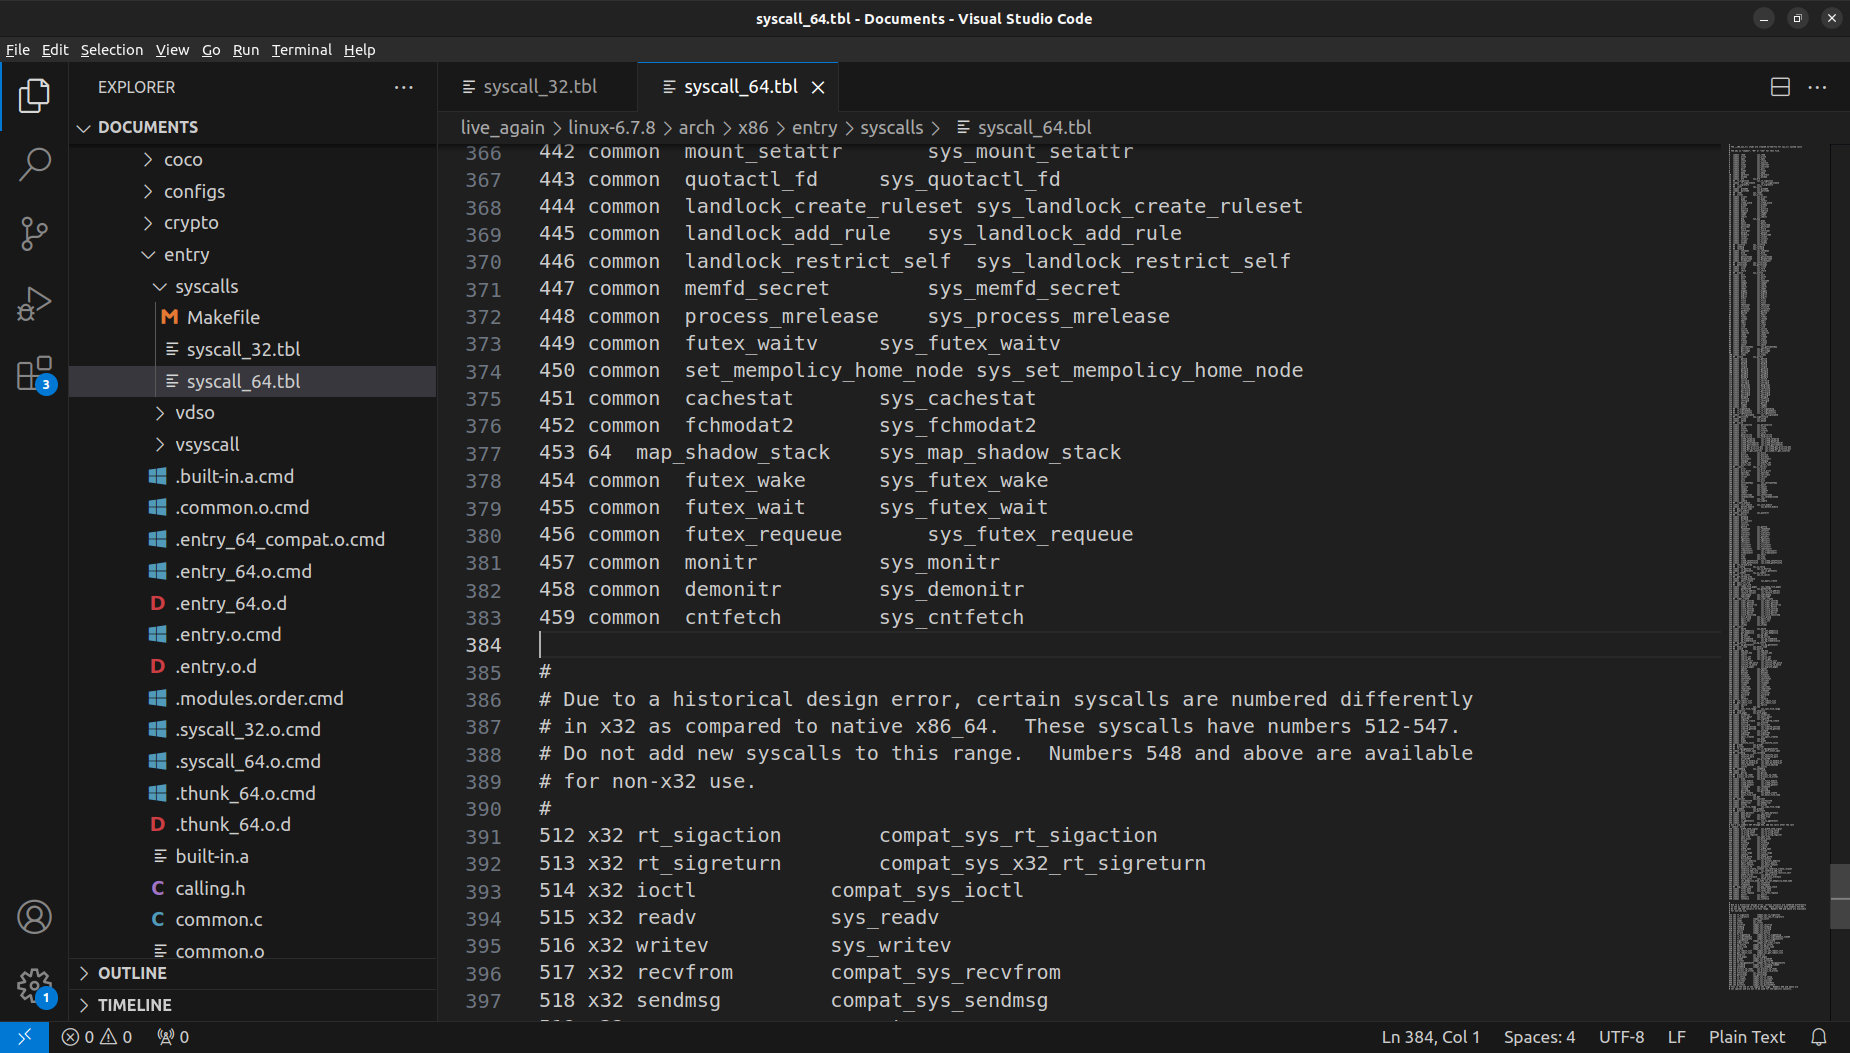 syscall_64.tbl - Documents - Visual Studio Code
File Edit Selection View Go Run Terminal Help
EXPLORER
DOCUMENTS
coco
configs
crypto
entry
syscalls
Makefile
syscall_32.tbl
syscall_64.tbl
vdso
vsyscall
.built-in.a.cmd
.common.o.cmd
.entry_64_compat.o.cmd
.entry_64.o.cmd
.entry_64.o.d
.entry.o.cmd
.entry.o.d
.modules.order.cmd
.syscall_32.o.cmd
.syscall_64.o.cmd
.thunk_64.o.cmd
.thunk_64.o.d
built-in.a
calling.h
common.c
common.o
OUTLINE
TIMELINE
3
1
syscall_32.tbl syscall_64.tbl
live_again > linux-6.7.8 > arch > x86 > entry > syscalls > syscall_64.tbl
366 442 common mount_setattr sys_mount_setattr
367 443 common quotactl_fd sys_quotactl_fd
368 444 common landlock_create_ruleset sys_landlock_create_ruleset
369 445 common landlock_add_rule sys_landlock_add_rule
370 446 common landlock_restrict_self sys_landlock_restrict_self
371 447 common memfd_secret sys_memfd_secret
372 448 common process_mrelease sys_process_mrelease
373 449 common futex_waitv sys_futex_waitv
374 450 common set_mempolicy_home_node sys_set_mempolicy_home_node
375 451 common cachestat sys_cachestat
376 452 common fchmodat2 sys_fchmodat2
377 453 64 map_shadow_stack sys_map_shadow_stack
378 454 common futex_wake sys_futex_wake
379 455 common futex_wait sys_futex_wait
380 456 common futex_requeue sys_futex_requeue
381 457 common monitr sys_monitr
382 458 common demonitr sys_demonitr
383 459 common cntfetch sys_cntfetch
384
385 #
386 # Due to a historical design error, certain syscalls are numbered differently
387 # in x32 as compared to native x86_64. These syscalls have numbers 512-547.
388 # Do not add new syscalls to this range. Numbers 548 and above are available
389 # for non-x32 use.
390 #
391 512 x32 rt_sigaction compat_sys_rt_sigaction
392 513 x32 rt_sigreturn compat_sys_x32_rt_sigreturn
393 514 x32 ioctl compat_sys_ioctl
394 515 x32 readv sys_readv
395 516 x32 writev sys_writev
396 517 x32 recvfrom compat_sys_recvfrom
397 518 x32 sendmsg compat_sys_sendmsg
0 0 0 Ln 384, Col 1 Spaces: 4 UTF-8 LF Plain Text